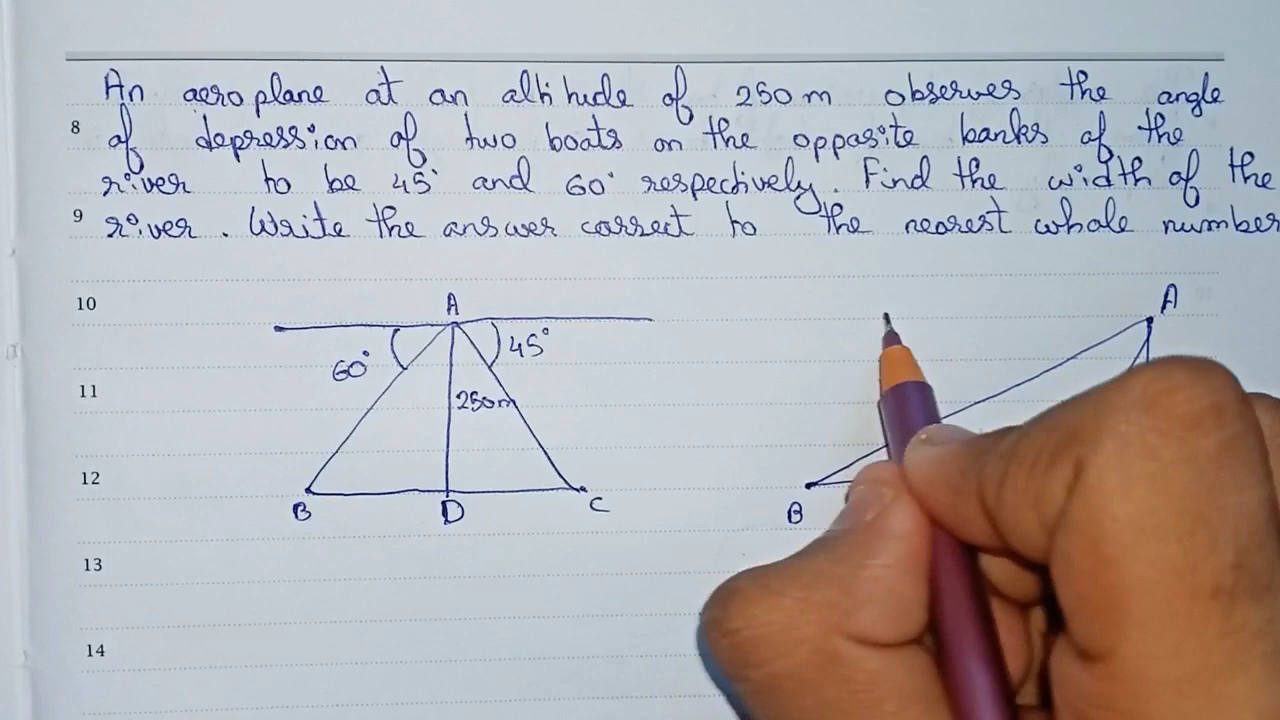 An aeroplane at an altitude of 250 m observes the angle
8
of depression of two boats on the opposite banks of the
river to be 45° and 60° respectively. Find the width of the
9
river. Write the answer correct to the nearest whole number
10
A
A
60°
45°
11
250m
12
B
D
C
B
13
14